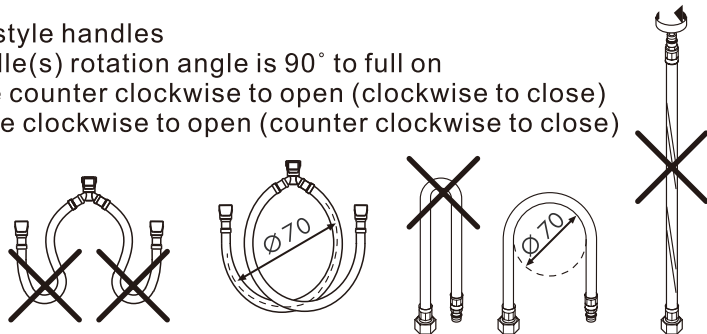 style handles
rotation angle is 90° to full on
counter clockwise to open (clockwise to close)
clockwise to open (counter clockwise to close)
Ø70
Ø70